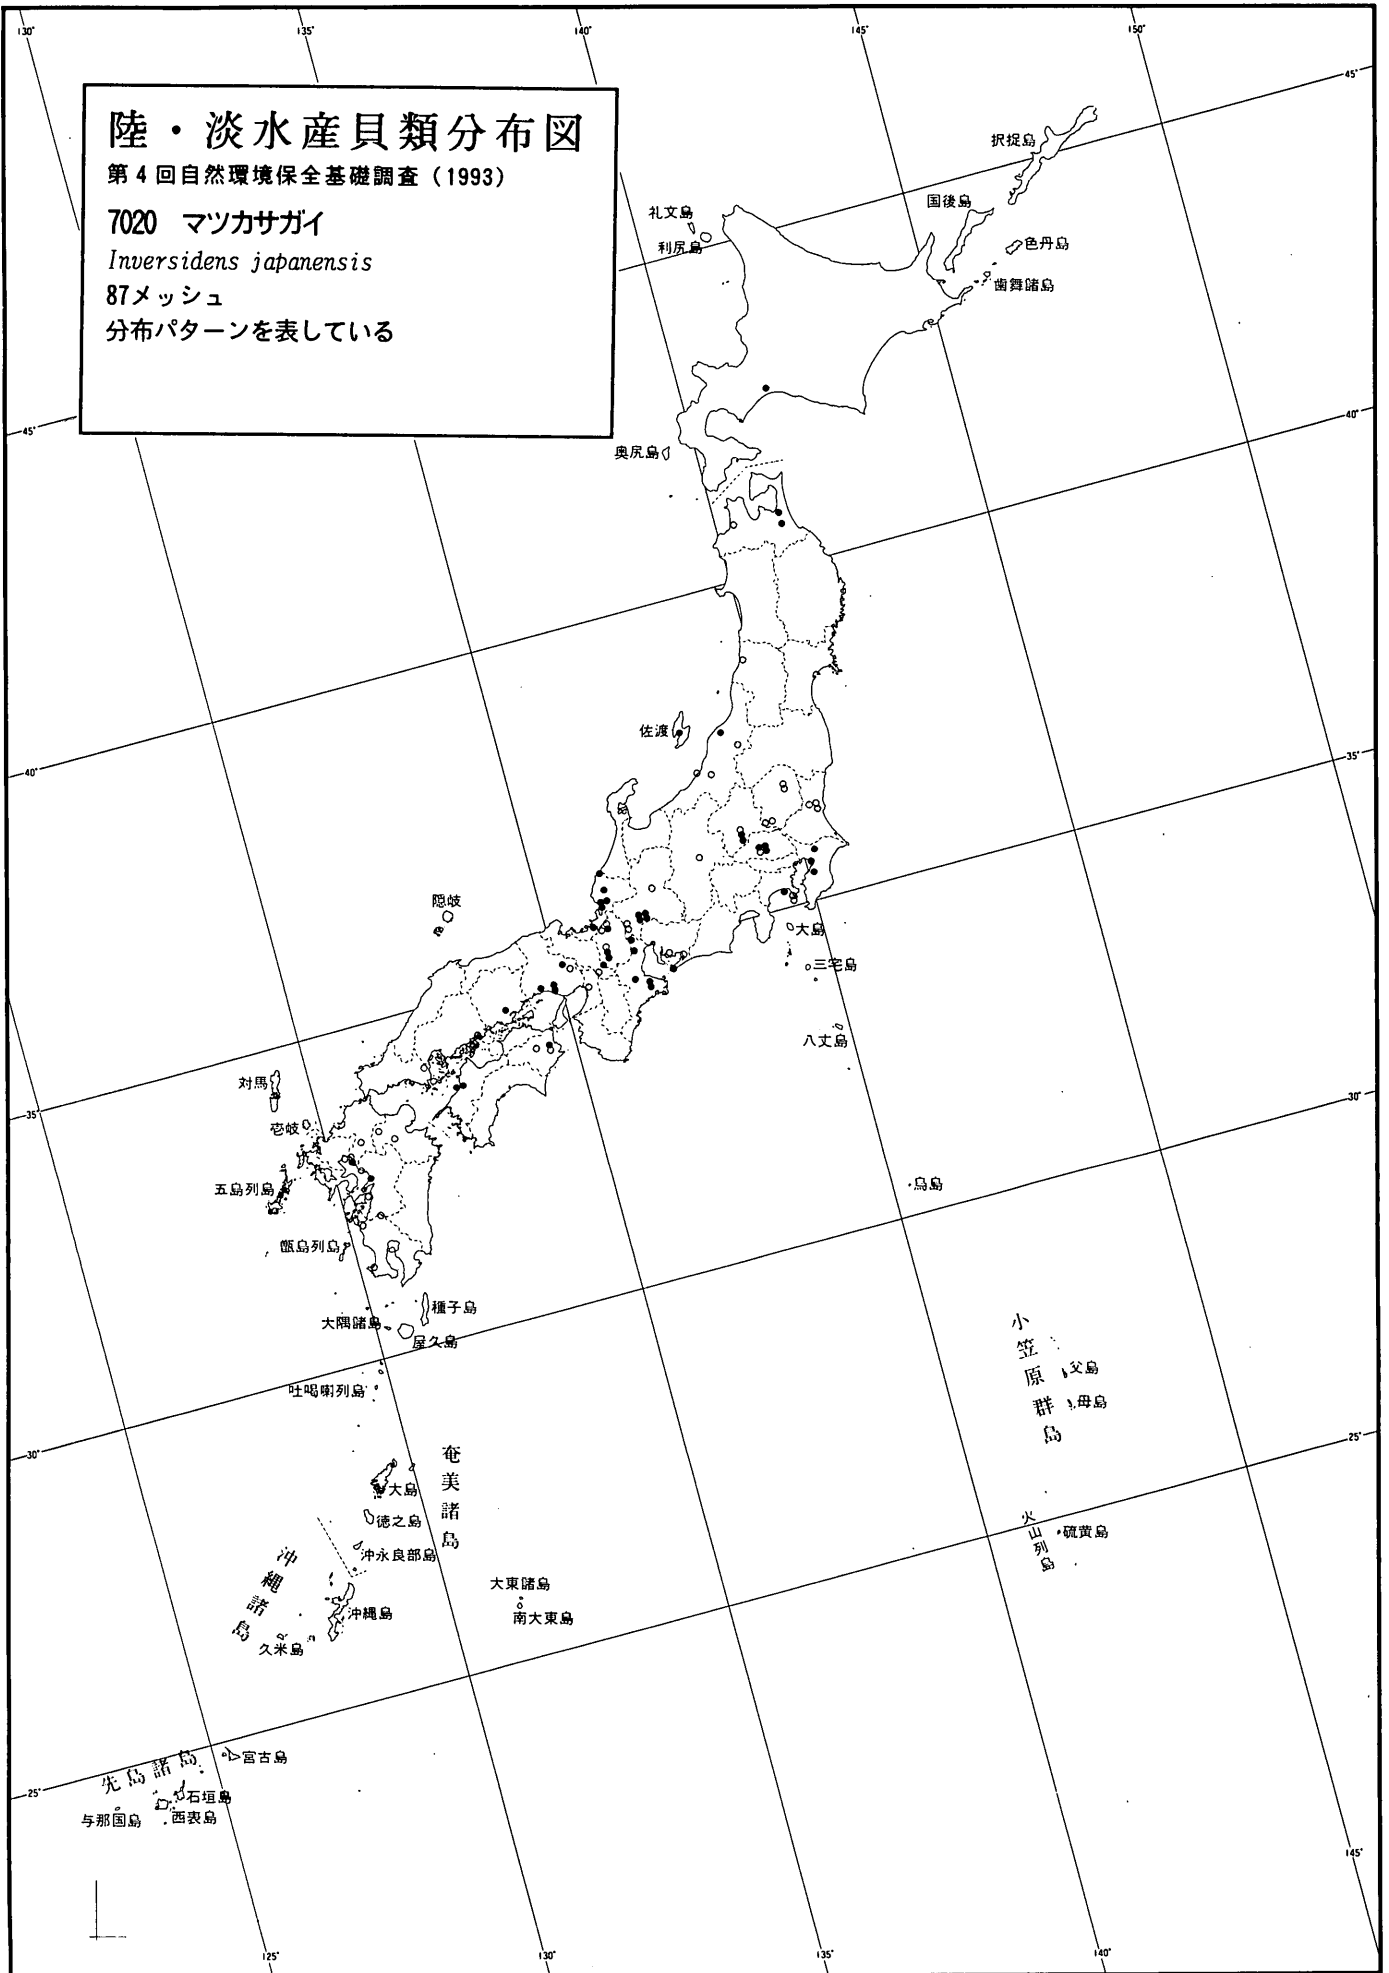 130°
135°
140°
145°
150°
陸・淡水産貝類分布図
第4回自然環境保全基礎調査（1993）
7020　マツカサガイ
Inversidens japanensis
87メッシュ
分布パターンを表している
45°
択捉島
国後島
礼文島
利尻島
色丹島
歯舞諸島
40°
45°
奥尻島
佐渡
35°
40°
隠岐
大島
三宅島
八丈島
対馬
30°
35°
壱岐
五島列島
鳥島
甑島列島
種子島
大隅諸島
屋久島
小笠原群島
父島
吐噶喇列島
母島
25°
30°
奄美諸島
大島
徳之島
火山列島
硫黄島
沖永良部島
沖縄諸島
大東諸島
沖縄島
南大東島
久米島
先島諸島
宮古島
25°
石垣島
与那国島
西表島
145°
125°
130°
135°
140°